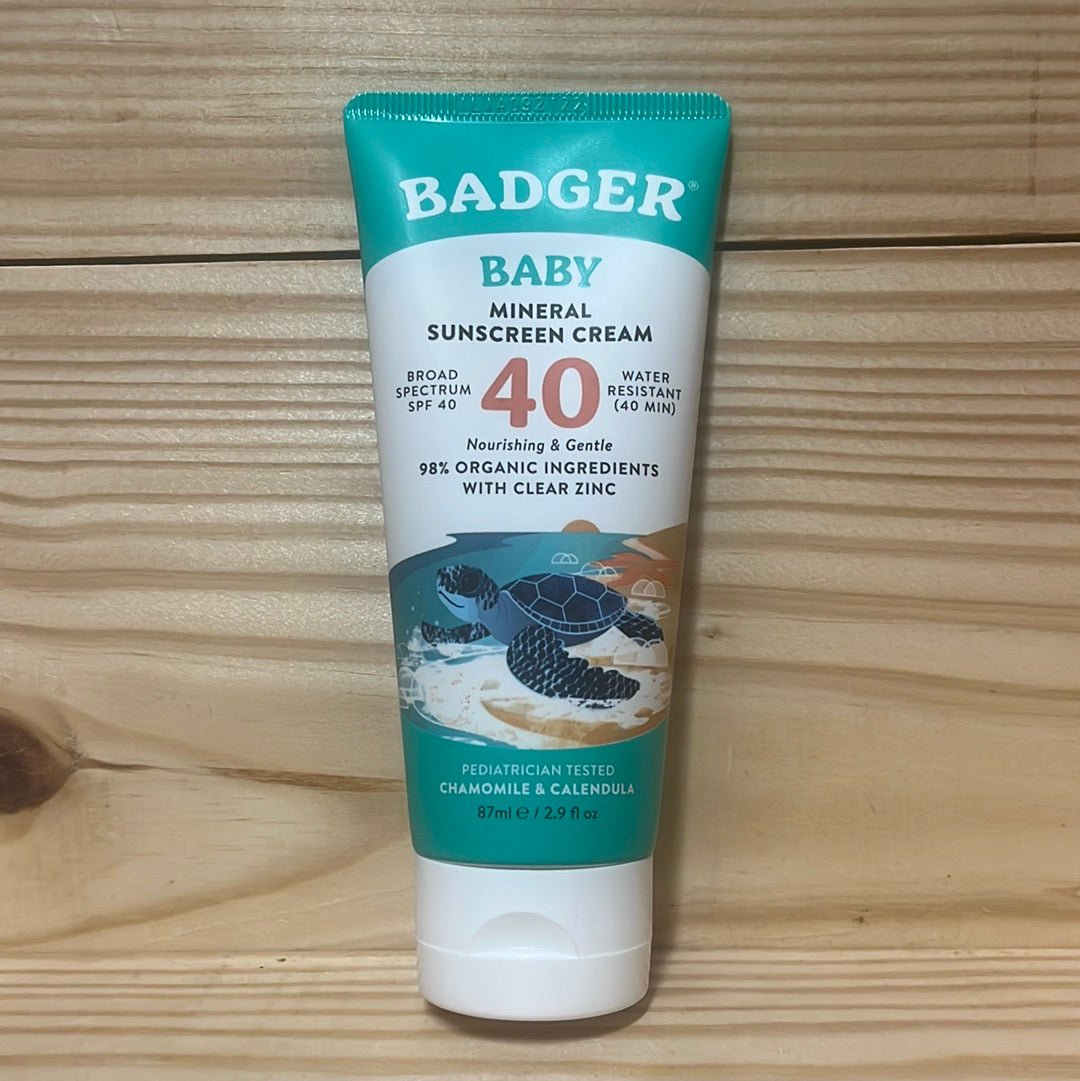 BADGER®
BABY
MINERAL
SUNSCREEN CREAM
BROAD
SPECTRUM
SPF 40
40
WATER
RESISTANT
(40 MIN)
Nourishing & Gentle
98% ORGANIC INGREDIENTS
WITH CLEAR ZINC
PEDIATRICIAN TESTED
CHAMOMILE & CALENDULA
87ml ℮ / 2.9 fl oz